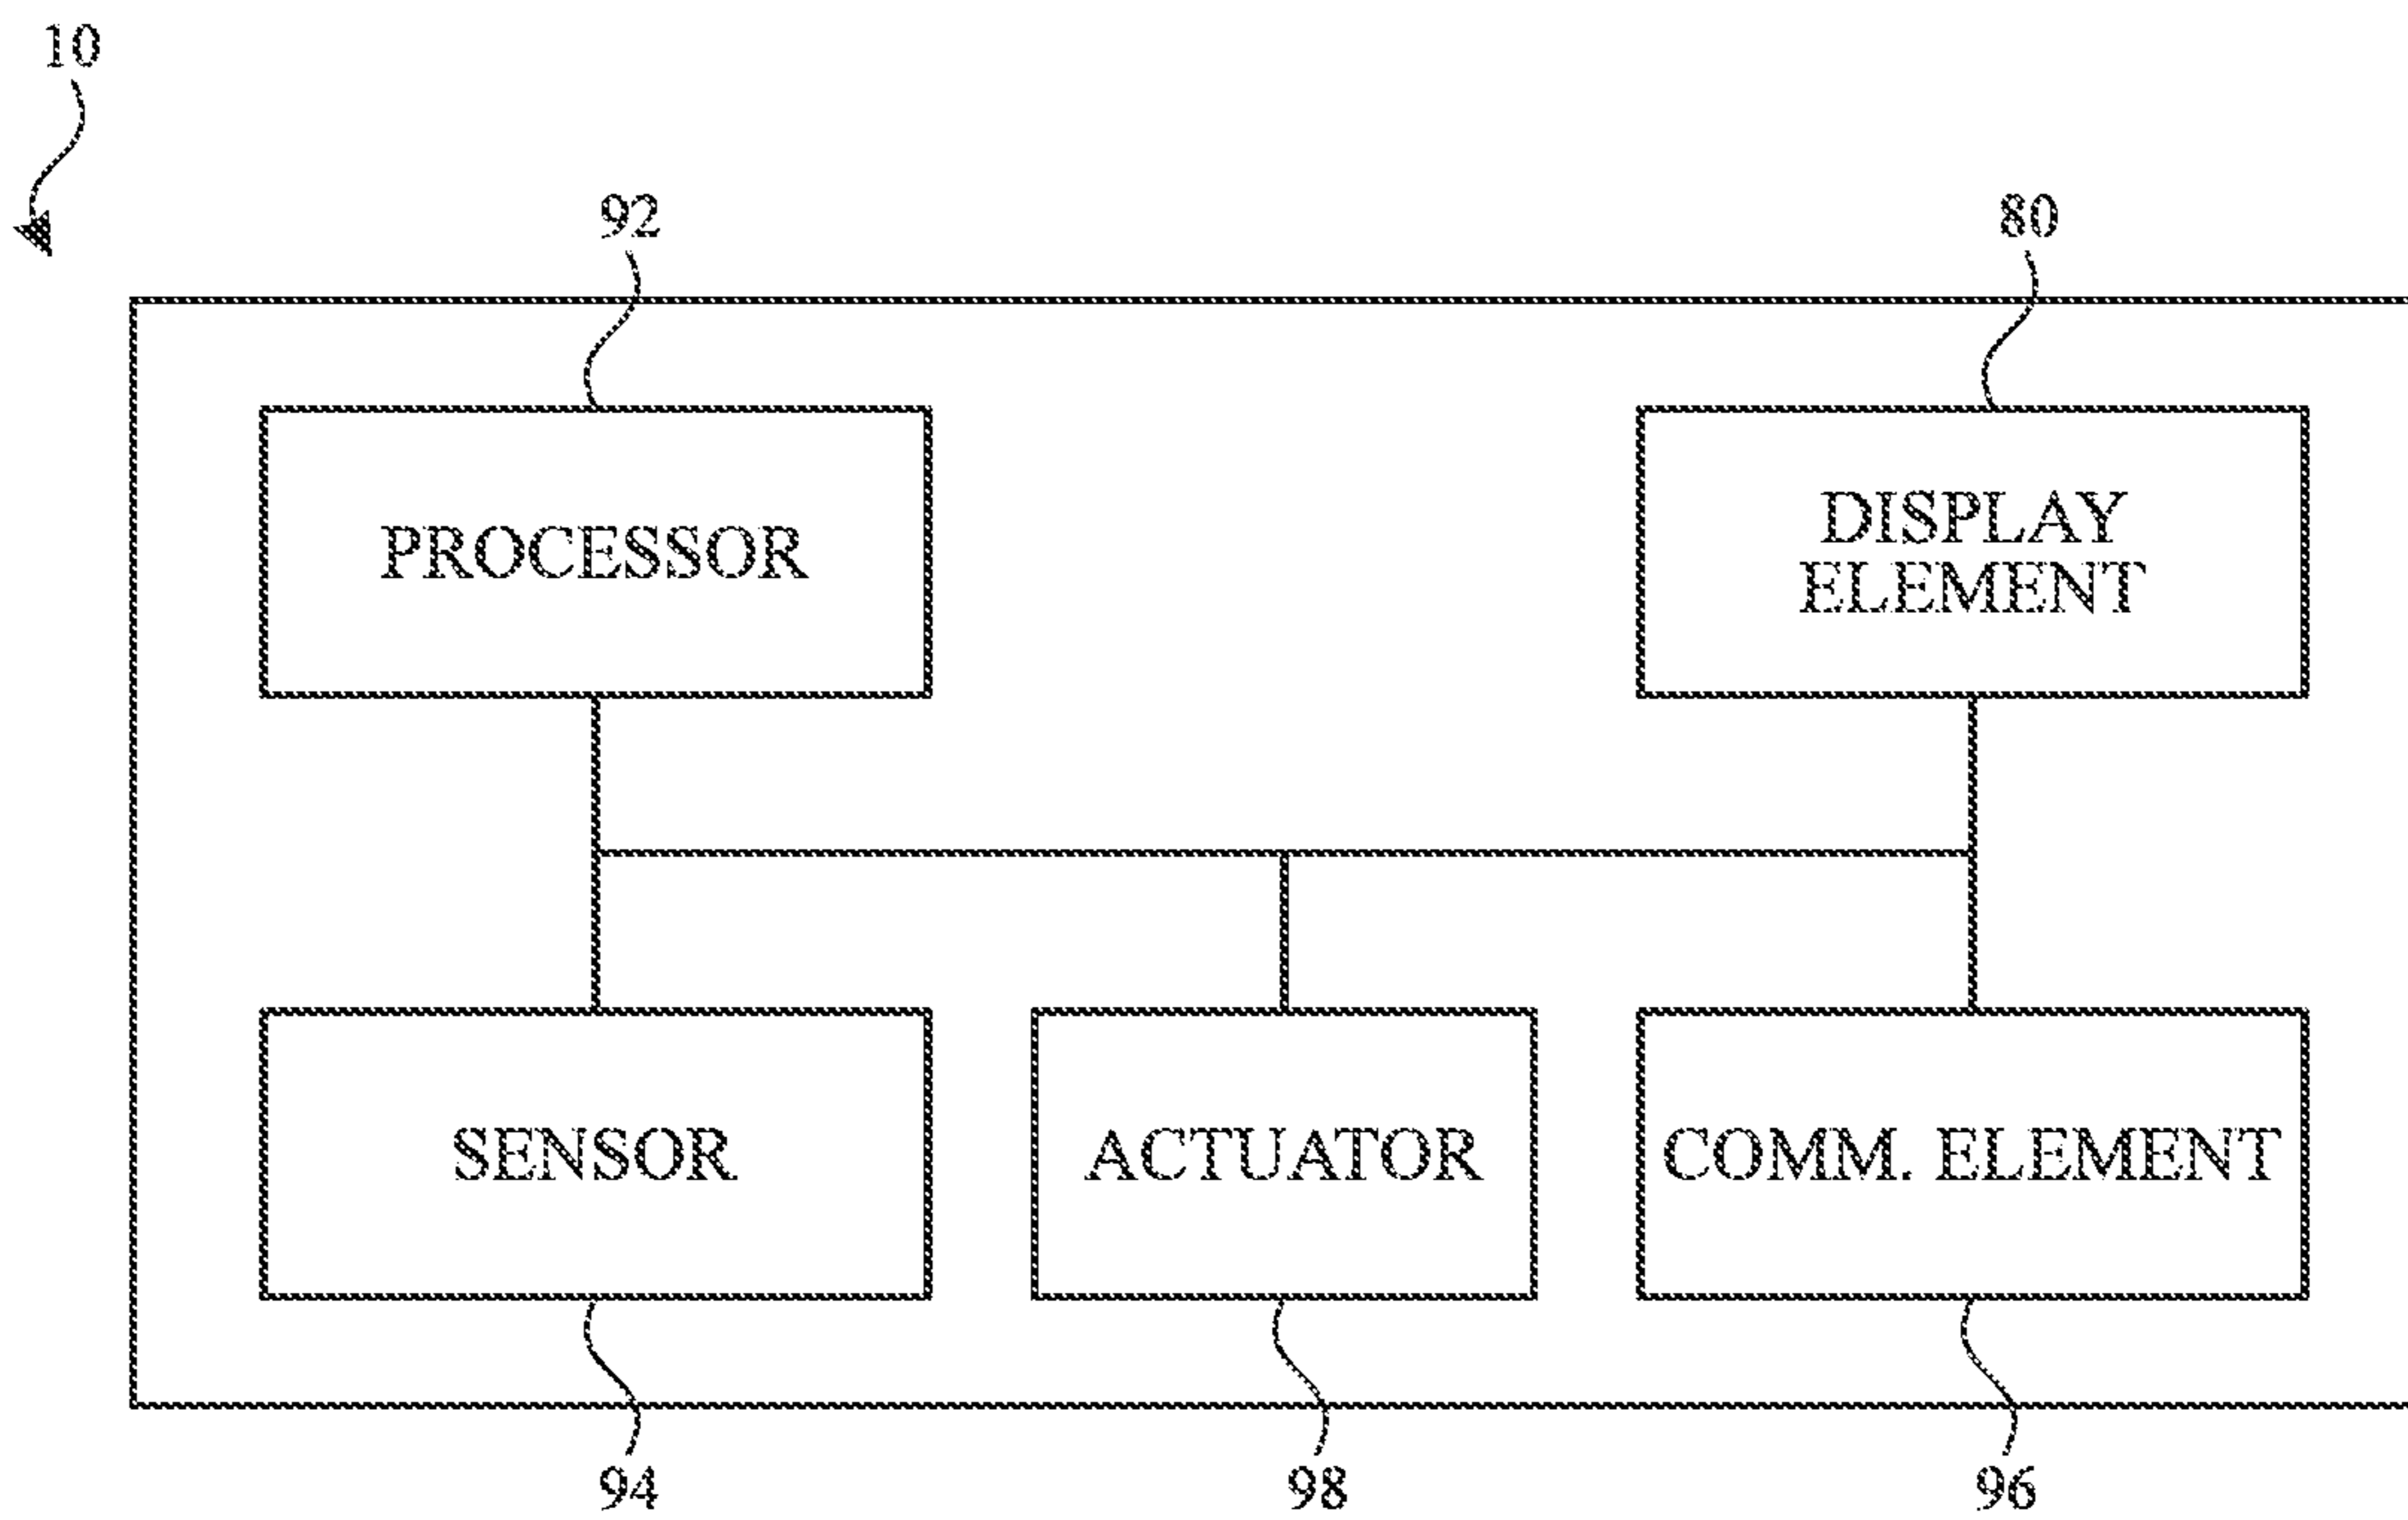 10
92
80
PROCESSOR
DISPLAY
ELEMENT
SENSOR
ACTUATOR
COMM. ELEMENT
94
98
96